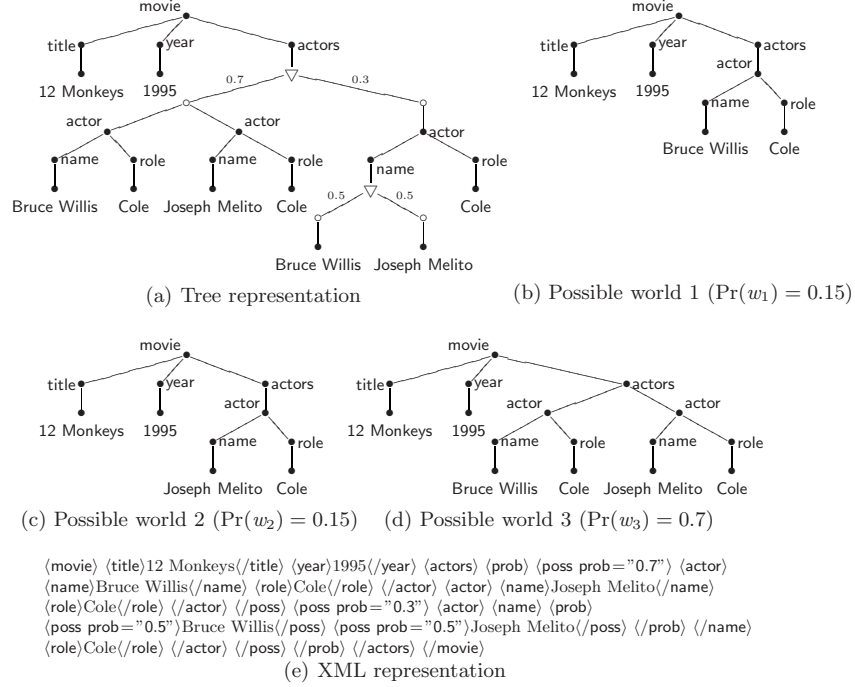 movie
title
year
actors
12 Monkeys
1995
0.7
0.3
actor
actor
actor
name
role
name
role
name
role
Bruce Willis
Cole
Joseph Melito
Cole
0.5
0.5
Cole
Bruce Willis
Joseph Melito
(a) Tree representation
movie
title
year
actors
actor
12 Monkeys
1995
name
role
Bruce Willis
Cole
(b) Possible world 1 (Pr(w₁) = 0.15)
movie
title
year
actors
actor
12 Monkeys
1995
name
role
Joseph Melito
Cole
(c) Possible world 2 (Pr(w₂) = 0.15)
movie
title
year
actors
actor
actor
12 Monkeys
1995
name
role
name
role
Bruce Willis
Cole
Joseph Melito
Cole
(d) Possible world 3 (Pr(w₃) = 0.7)
⟨movie⟩ ⟨title⟩12 Monkeys⟨/title⟩ ⟨year⟩1995⟨/year⟩ ⟨actors⟩ ⟨prob⟩ ⟨poss prob="0.7"⟩ ⟨actor⟩
⟨name⟩Bruce Willis⟨/name⟩ ⟨role⟩Cole⟨/role⟩ ⟨/actor⟩ ⟨actor⟩ ⟨name⟩Joseph Melito⟨/name⟩
⟨role⟩Cole⟨/role⟩ ⟨/actor⟩ ⟨/poss⟩ ⟨poss prob="0.3"⟩ ⟨actor⟩ ⟨name⟩ ⟨prob⟩
⟨poss prob="0.5"⟩Bruce Willis⟨/poss⟩ ⟨poss prob="0.5"⟩Joseph Melito⟨/poss⟩ ⟨/prob⟩ ⟨/name⟩
⟨role⟩Cole⟨/role⟩ ⟨/actor⟩ ⟨/poss⟩ ⟨/prob⟩ ⟨/actors⟩ ⟨/movie⟩
(e) XML representation